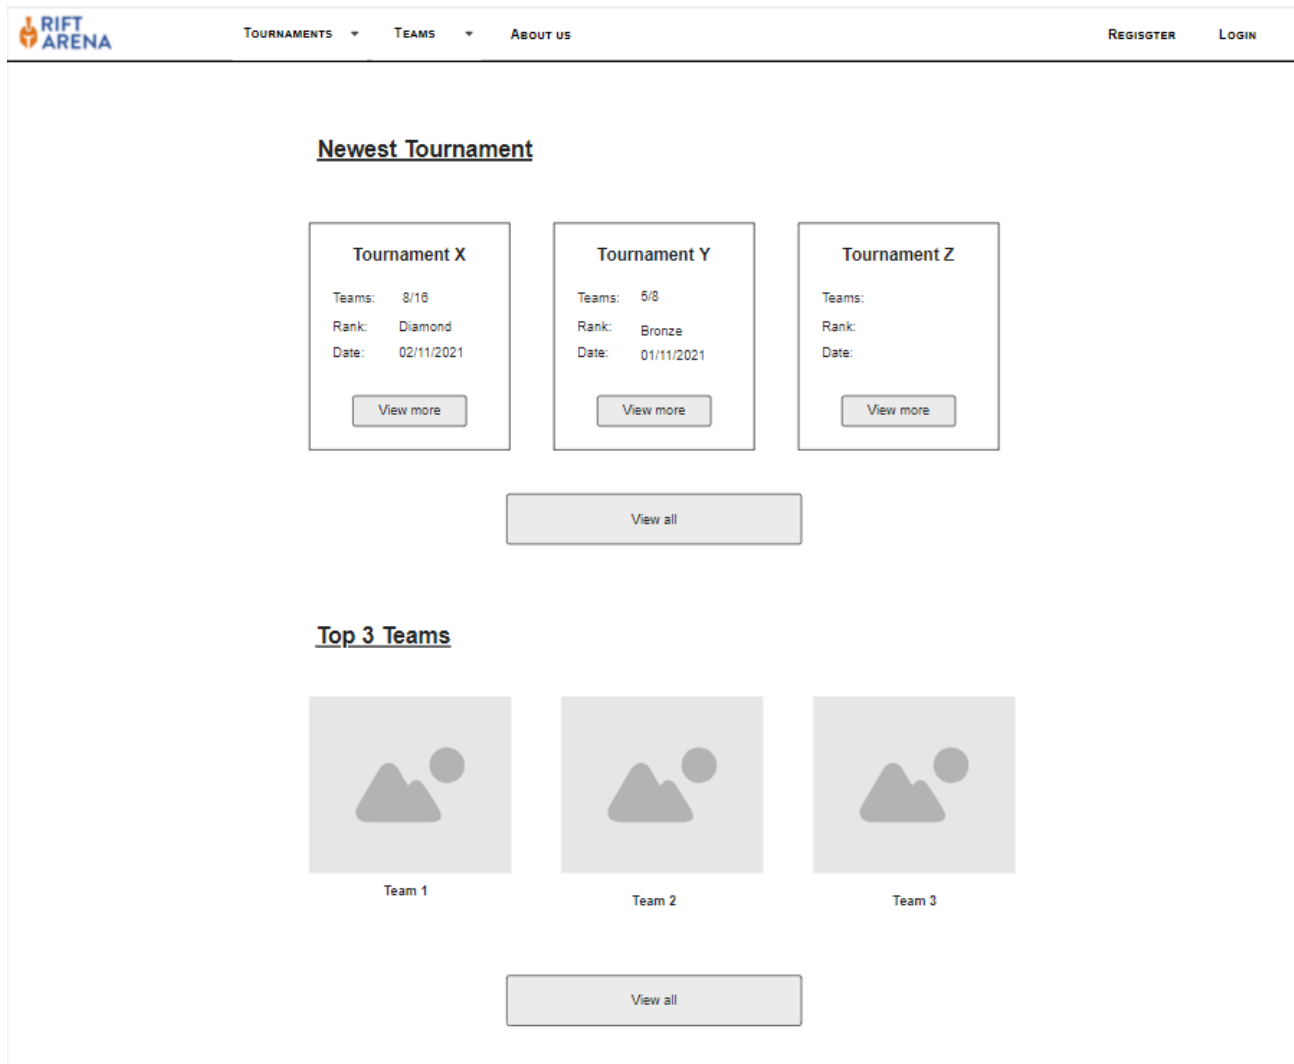 RIFT
ARENA
Tournaments Teams About us Regisgter Login
Newest Tournament
Tournament X
Teams: 8/16
Rank: Diamond
Date: 02/11/2021
View more
Tournament Y
Teams: 5/8
Rank: Bronze
Date: 01/11/2021
View more
Tournament Z
Teams:
Rank:
Date:
View more
View all
Top 3 Teams
Team 1
Team 2
Team 3
View all